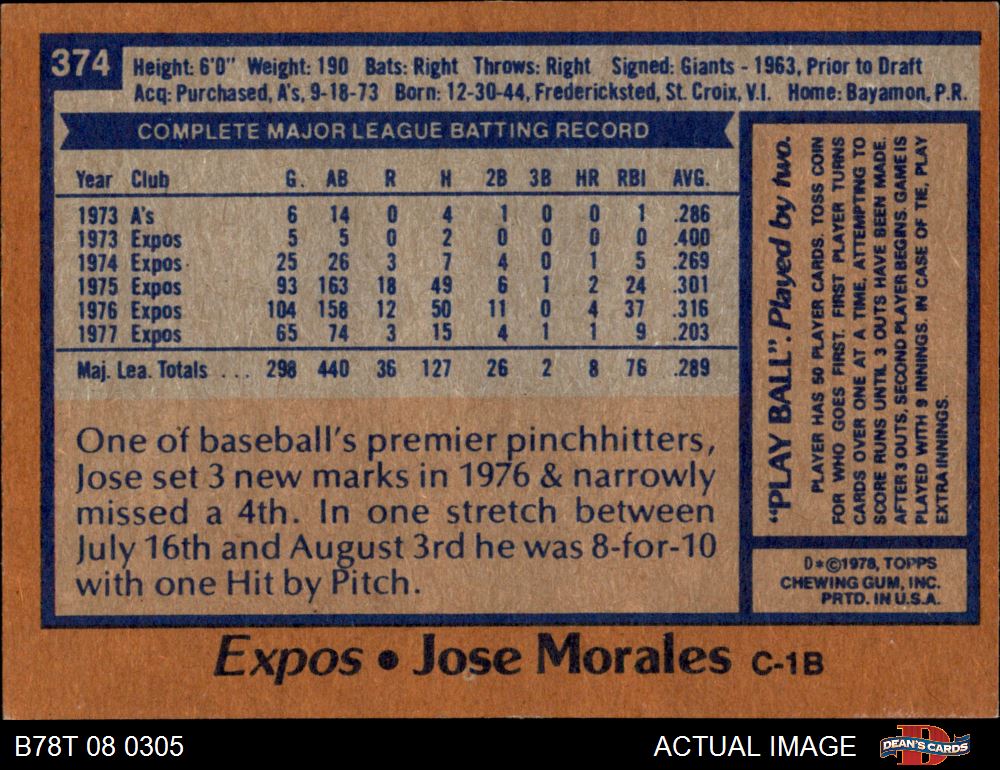 374
Height: 6'0" Weight: 190 Bats: Right Throws: Right Signed: Giants - 1963, Prior to Draft
Acq: Purchased, A's, 9-18-73 Born: 12-30-44, Fredericksted, St. Croix, V.I. Home: Bayamon, P.R.
COMPLETE MAJOR LEAGUE BATTING RECORD
Year Club G. AB R H 2B 3B HR RBI AVG.
1973 A's 6 14 0 4 1 0 0 1 .286
1973 Expos 5 5 0 2 0 0 0 0 .400
1974 Expos 25 26 3 7 4 0 1 5 .269
1975 Expos 93 163 18 49 6 1 2 24 .301
1976 Expos 104 158 12 50 11 0 4 37 .316
1977 Expos 65 74 3 15 4 1 1 9 .203
Maj. Lea. Totals ... 298 440 36 127 26 2 8 76 .289
One of baseball's premier pinchhitters,
Jose set 3 new marks in 1976 & narrowly
missed a 4th. In one stretch between
July 16th and August 3rd he was 8-for-10
with one Hit by Pitch.
"PLAY BALL". Played by two.
PLAYER HAS 50 PLAYER CARDS. TOSS COIN
FOR WHO GOES FIRST. FIRST PLAYER TURNS
CARDS OVER ONE AT A TIME, ATTEMPTING TO
SCORE RUNS UNTIL 3 OUTS HAVE BEEN MADE.
AFTER 3 OUTS, SECOND PLAYER BEGINS. GAME IS
PLAYED WITH 9 INNINGS. IN CASE OF TIE, PLAY
EXTRA INNINGS.
D*©1978, TOPPS
CHEWING GUM, INC.
PRTD. IN U.S.A.
Expos • Jose Morales C-1B
B78T 08 0305
ACTUAL IMAGE
D
DEAN'S CARDS